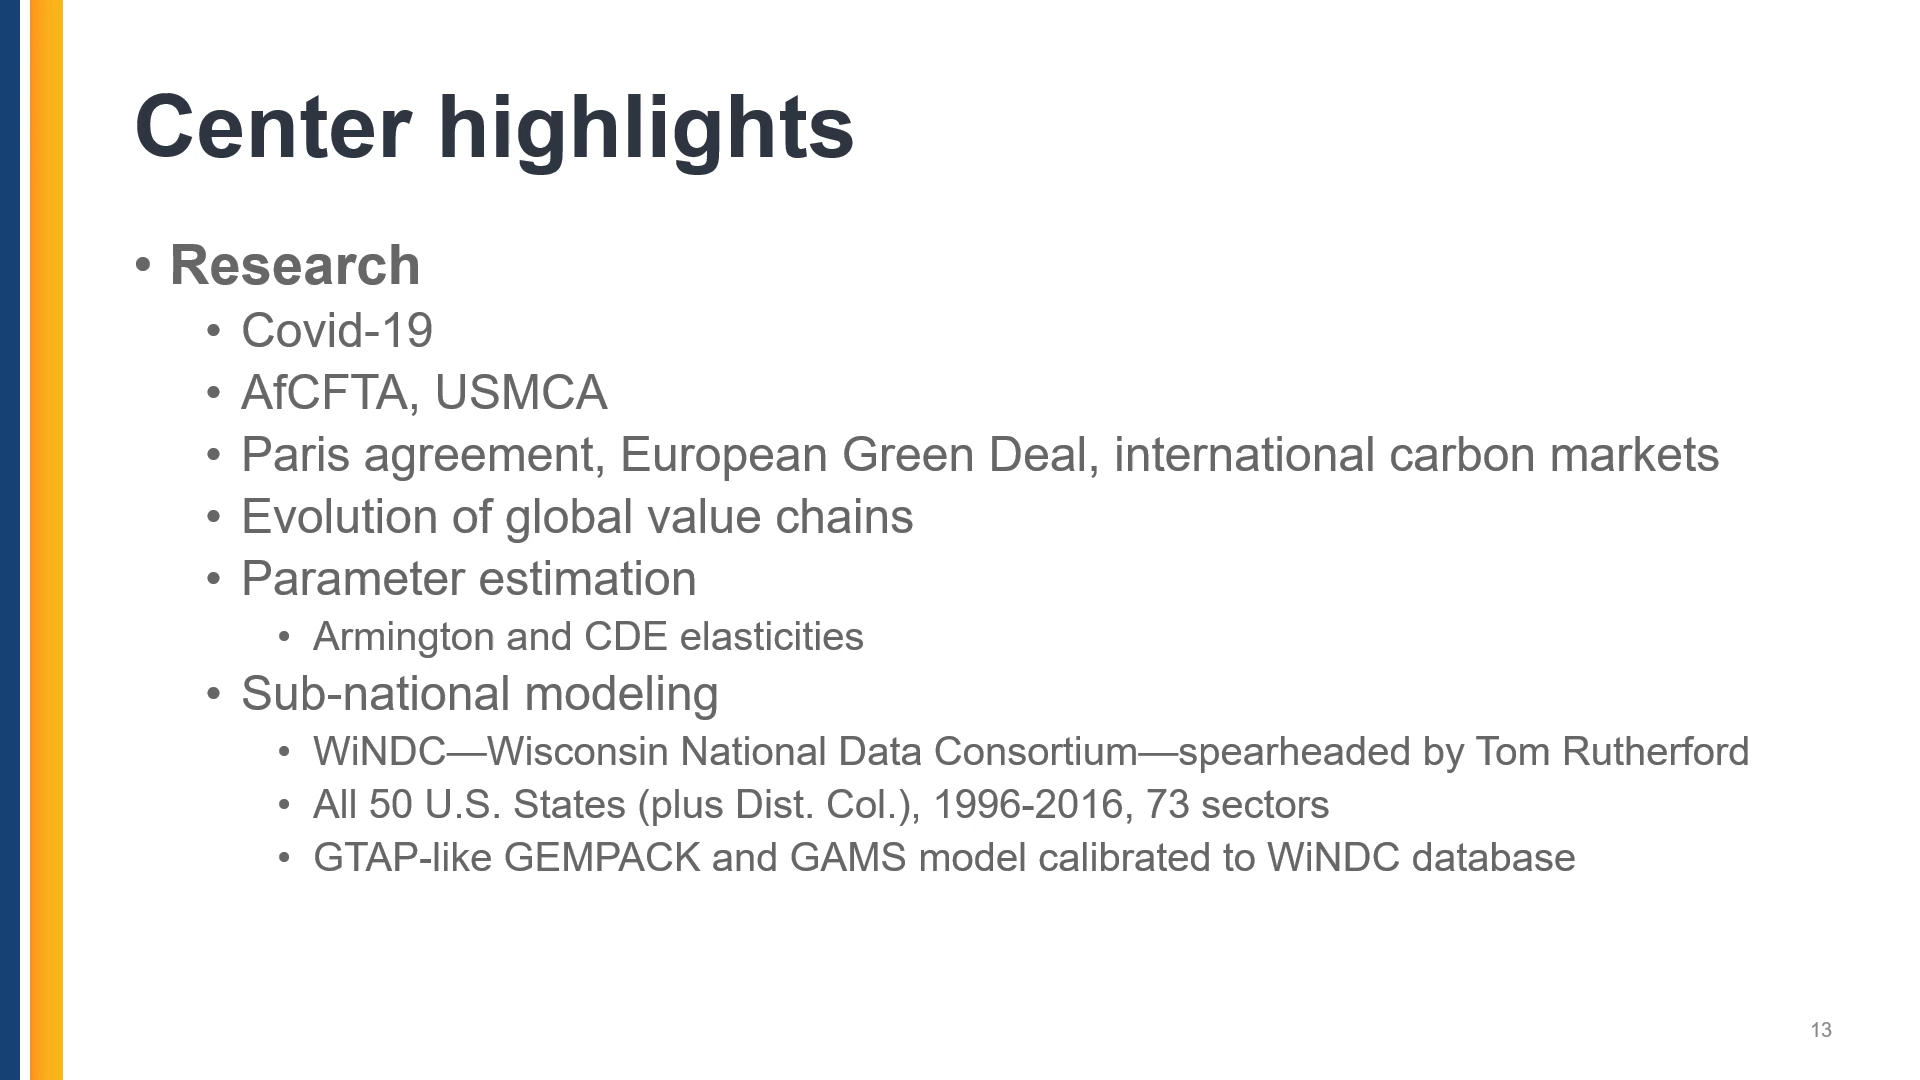 Center highlights
• Research
• Covid-19
• AfCFTA, USMCA
• Paris agreement, European Green Deal, international carbon markets
• Evolution of global value chains
• Parameter estimation
• Armington and CDE elasticities
• Sub-national modeling
• WiNDC—Wisconsin National Data Consortium—spearheaded by Tom Rutherford
• All 50 U.S. States (plus Dist. Col.), 1996-2016, 73 sectors
• GTAP-like GEMPACK and GAMS model calibrated to WiNDC database
13